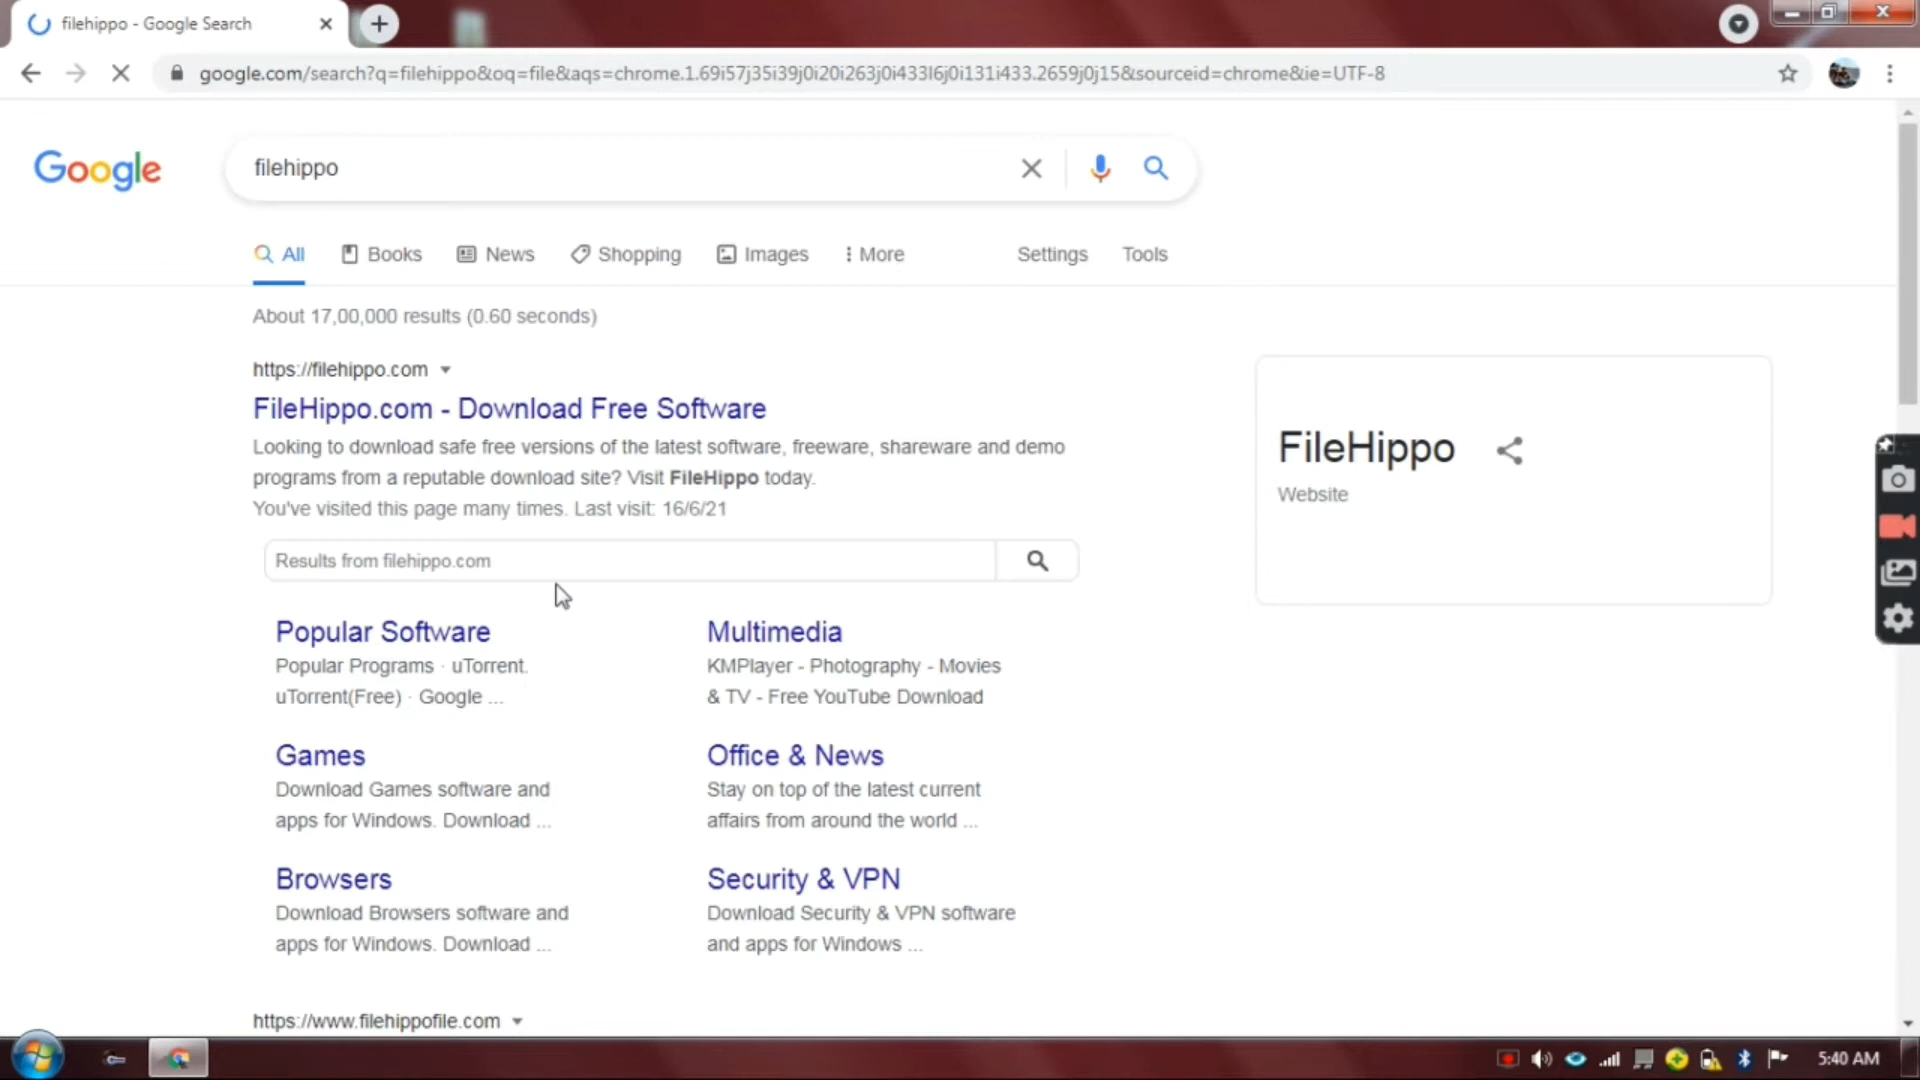 filehippo - Google Search
google.com/search?q=filehippo&oq=file&aqs=chrome.1.69i57j35i39j0i20i263j0i433l6j0i131i433.2659j0j15&sourceid=chrome&ie=UTF-8
Google
filehippo
All Books News Shopping Images More Settings Tools
About 17,00,000 results (0.60 seconds)
https://filehippo.com
FileHippo.com - Download Free Software
Looking to download safe free versions of the latest software, freeware, shareware and demo
programs from a reputable download site? Visit FileHippo today.
You've visited this page many times. Last visit: 16/6/21
Results from filehippo.com
FileHippo
Website
Popular Software
Popular Programs · uTorrent.
uTorrent(Free) · Google ...
Multimedia
KMPlayer - Photography - Movies
& TV - Free YouTube Download
Games
Download Games software and
apps for Windows. Download ...
Office & News
Stay on top of the latest current
affairs from around the world ...
Browsers
Download Browsers software and
apps for Windows. Download ...
Security & VPN
Download Security & VPN software
and apps for Windows ...
https://www.filehippofile.com
5:40 AM